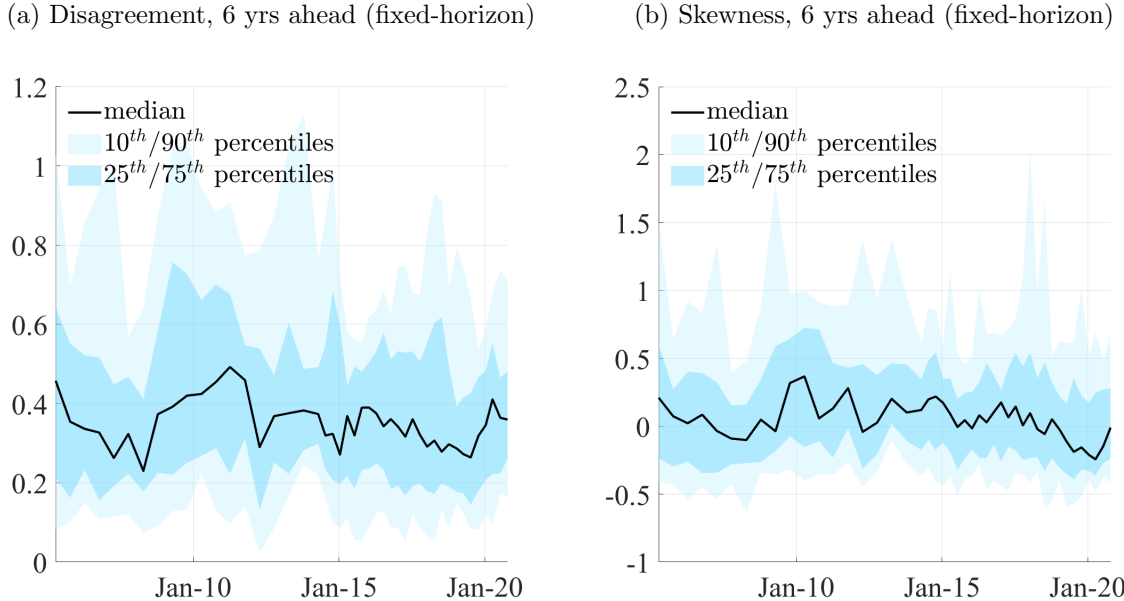 (a) Disagreement, 6 yrs ahead (fixed-horizon)
1.2
1
0.8
0.6
0.4
0.2
0
median
10th/90th percentiles
25th/75th percentiles
Jan-10 Jan-15 Jan-20
(b) Skewness, 6 yrs ahead (fixed-horizon)
2.5
2
1.5
1
0.5
0
-0.5
-1
median
10th/90th percentiles
25th/75th percentiles
Jan-10 Jan-15 Jan-20